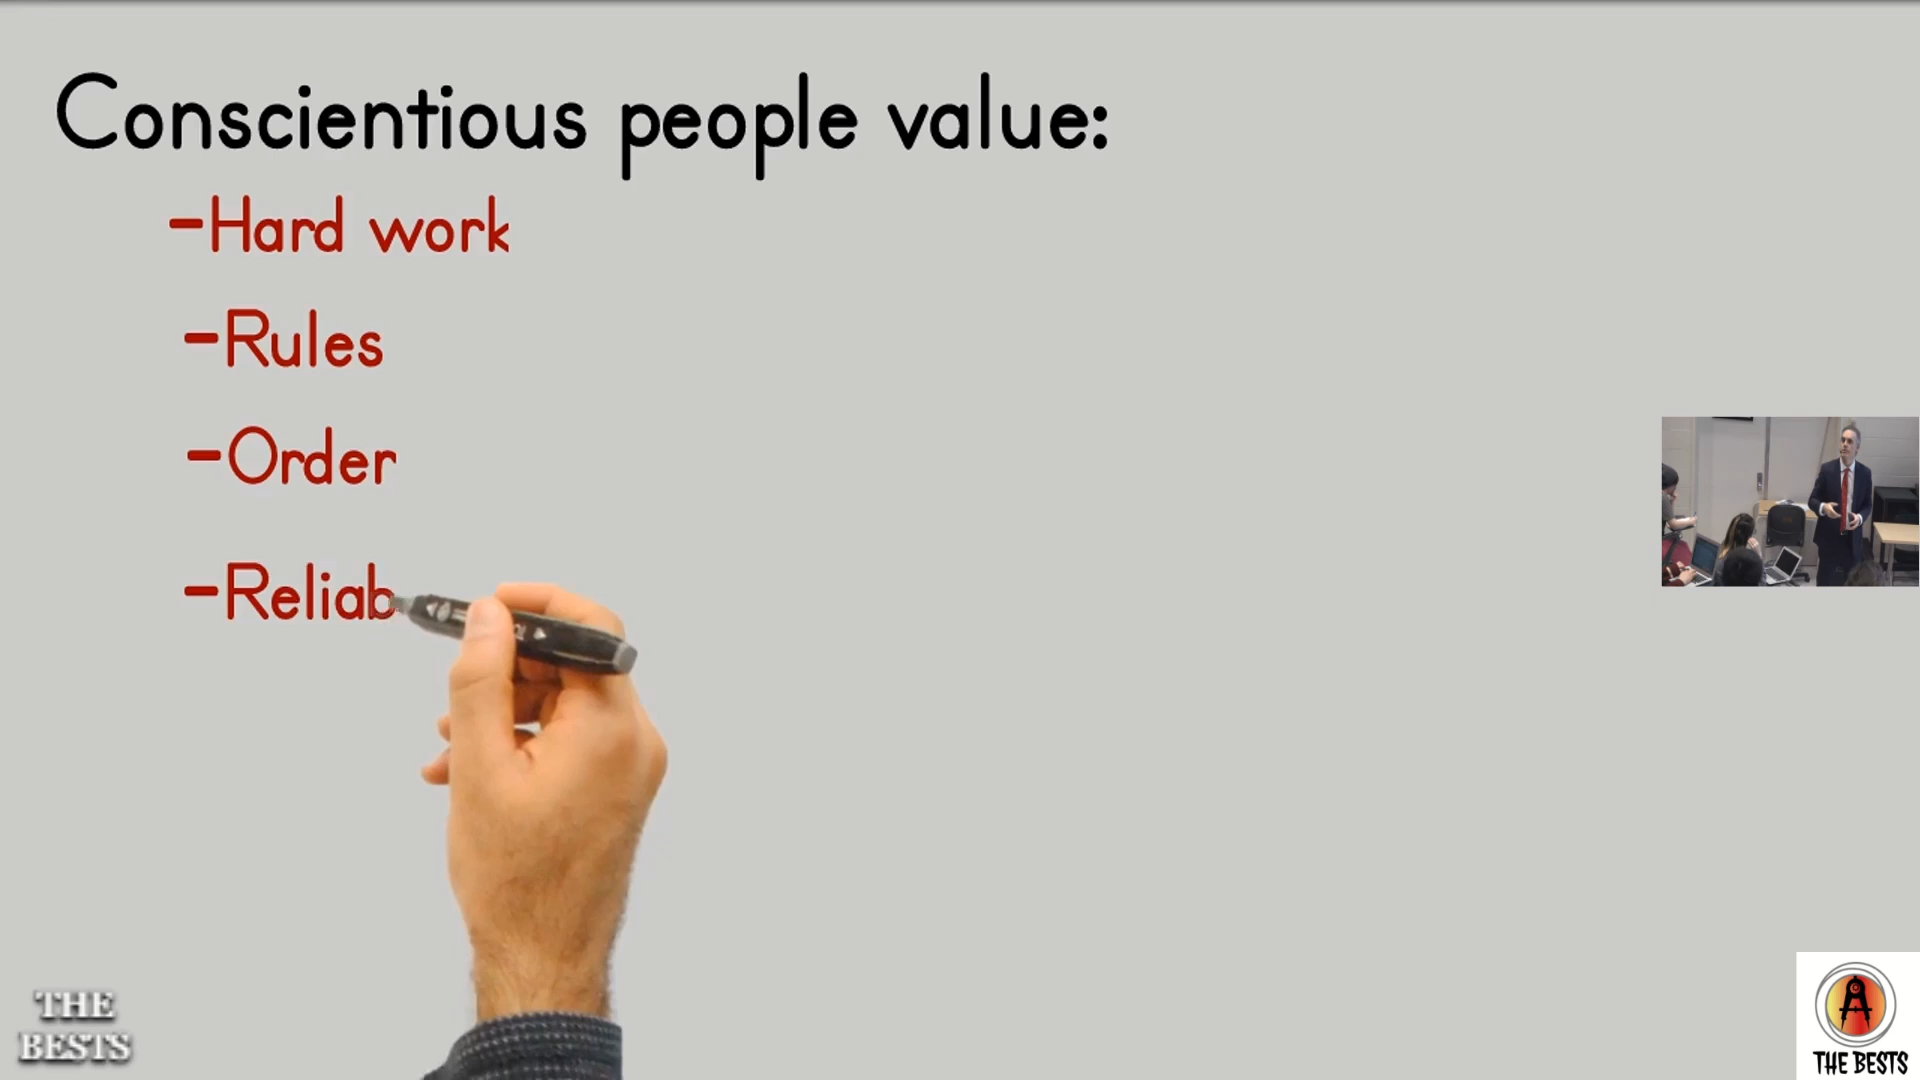 Conscientious people value:
-Hard work
-Rules
-Order
-Reliab
THE
BESTS
THE BESTS